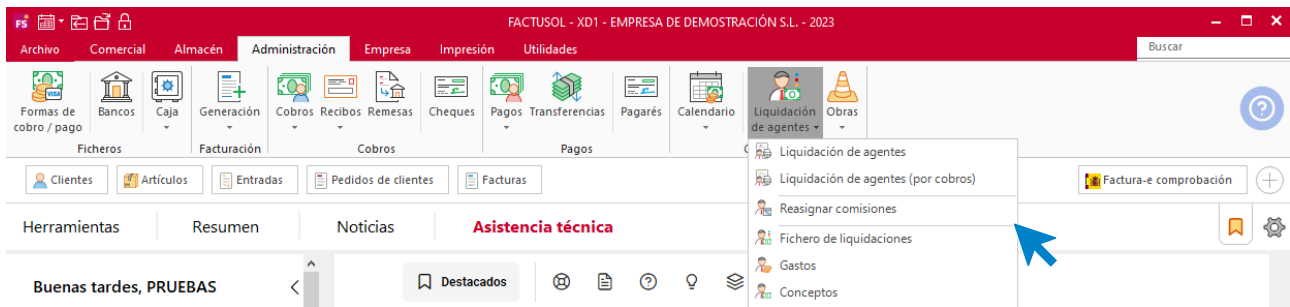 FS
FACTUSOL - XD1 - EMPRESA DE DEMOSTRACIÓN S.L. - 2023
Archivo Comercial Almacén Administración Empresa Impresión Utilidades Buscar
Formas de cobro / pago Bancos Caja Generación Cobros Recibos Remesas Cheques Pagos Transferencias Pagarés Calendario Liquidación de agentes Obras
Ficheros Facturación Cobros Pagos
Liquidación de agentes
Liquidación de agentes (por cobros)
Reasignar comisiones
Fichero de liquidaciones
Gastos
Conceptos
Clientes Artículos Entradas Pedidos de clientes Facturas Factura-e comprobación
Herramientas Resumen Noticias Asistencia técnica
Buenas tardes, PRUEBAS Destacados